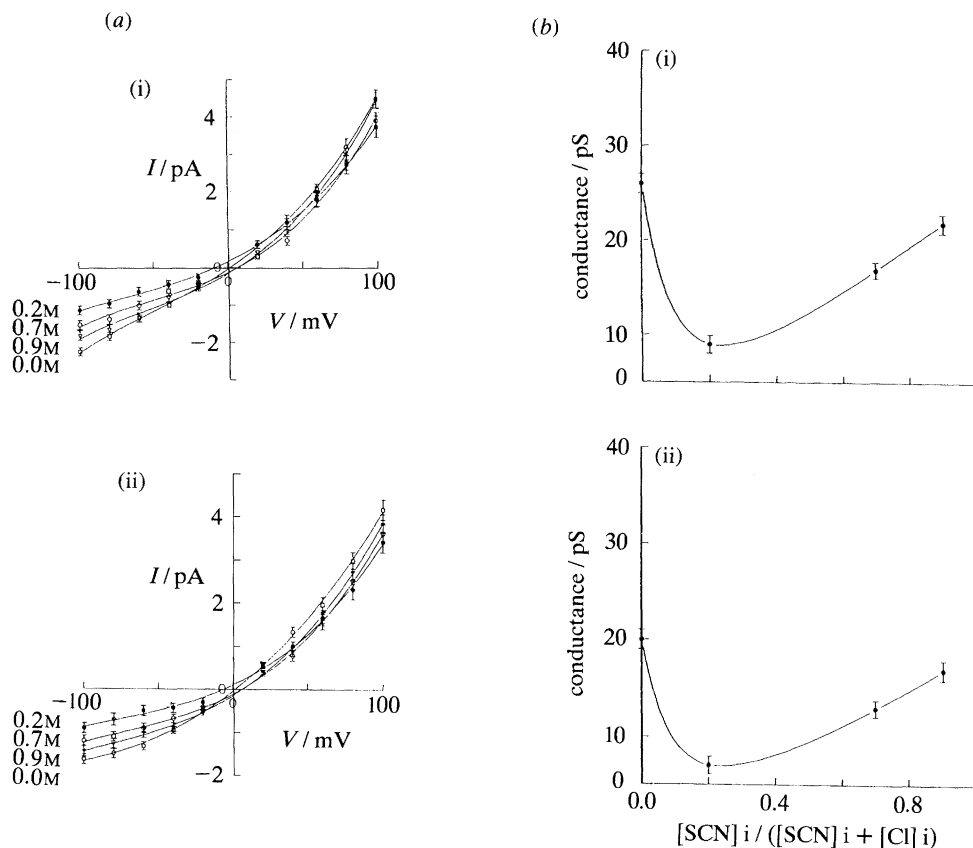 (a)
(i)
I / pA
4
2
0
0
−100
100
V / mV
−2
0.2M
0.7M
0.9M
0.0M
(ii)
I / pA
4
2
0
0
−100
100
V / mV
−2
0.2M
0.7M
0.9M
0.0M
(b)
(i)
conductance / pS
40
30
20
10
0
(ii)
conductance / pS
40
30
20
10
0
0.0
0.4
0.8
[SCN] i / ([SCN] i + [Cl] i)